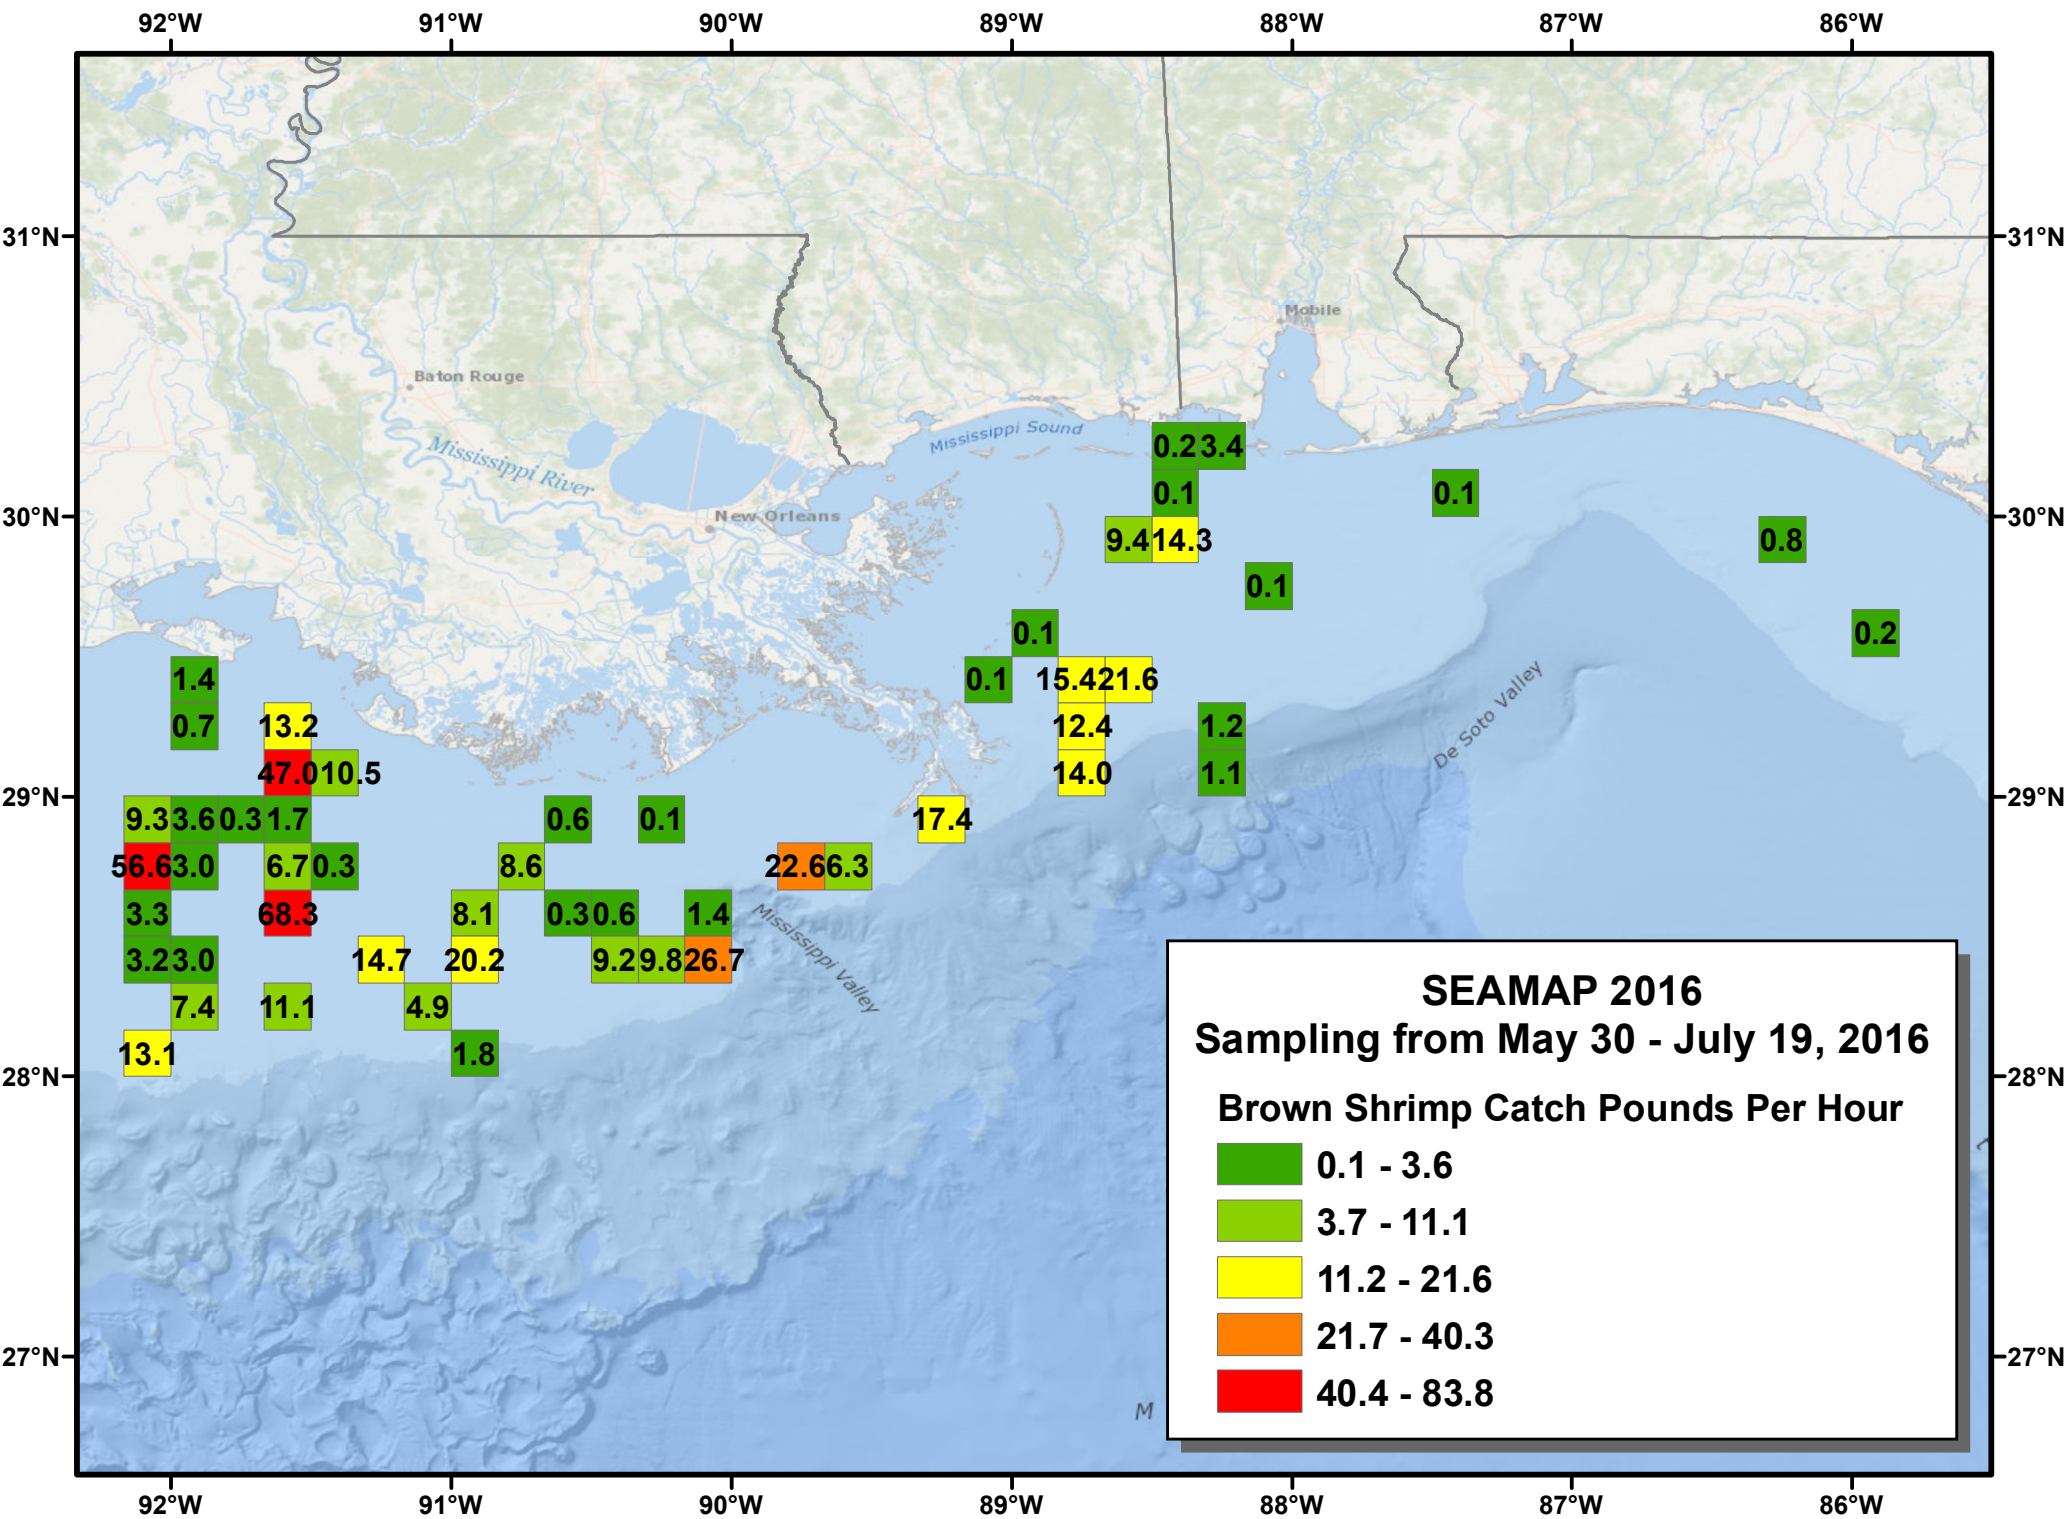 92°W 91°W 90°W 89°W 88°W 87°W 86°W
31°N 31°N
Mobile
Baton Rouge
Mississippi Sound
Mississippi River
0.2 3.4
0.1 0.1
New Orleans
30°N 30°N
9.4 14.3 0.8
0.1
0.1 0.2
1.4 0.1 15.4 21.6
De Soto Valley
0.7 13.2 12.4 1.2
47.0 10.5 14.0 1.1
29°N 29°N
9.3 3.6 0.3 1.7 0.6 0.1 17.4
56.6 3.0 6.7 0.3 8.6 22.6 6.3
3.3 68.3 8.1 0.3 0.6 1.4
Mississippi Valley
3.2 3.0 14.7 20.2 9.2 9.8 26.7
7.4 11.1 4.9
13.1 1.8
28°N 28°N
SEAMAP 2016
Sampling from May 30 - July 19, 2016
Brown Shrimp Catch Pounds Per Hour
0.1 - 3.6
3.7 - 11.1
11.2 - 21.6
21.7 - 40.3
40.4 - 83.8
27°N 27°N
M
92°W 91°W 90°W 89°W 88°W 87°W 86°W